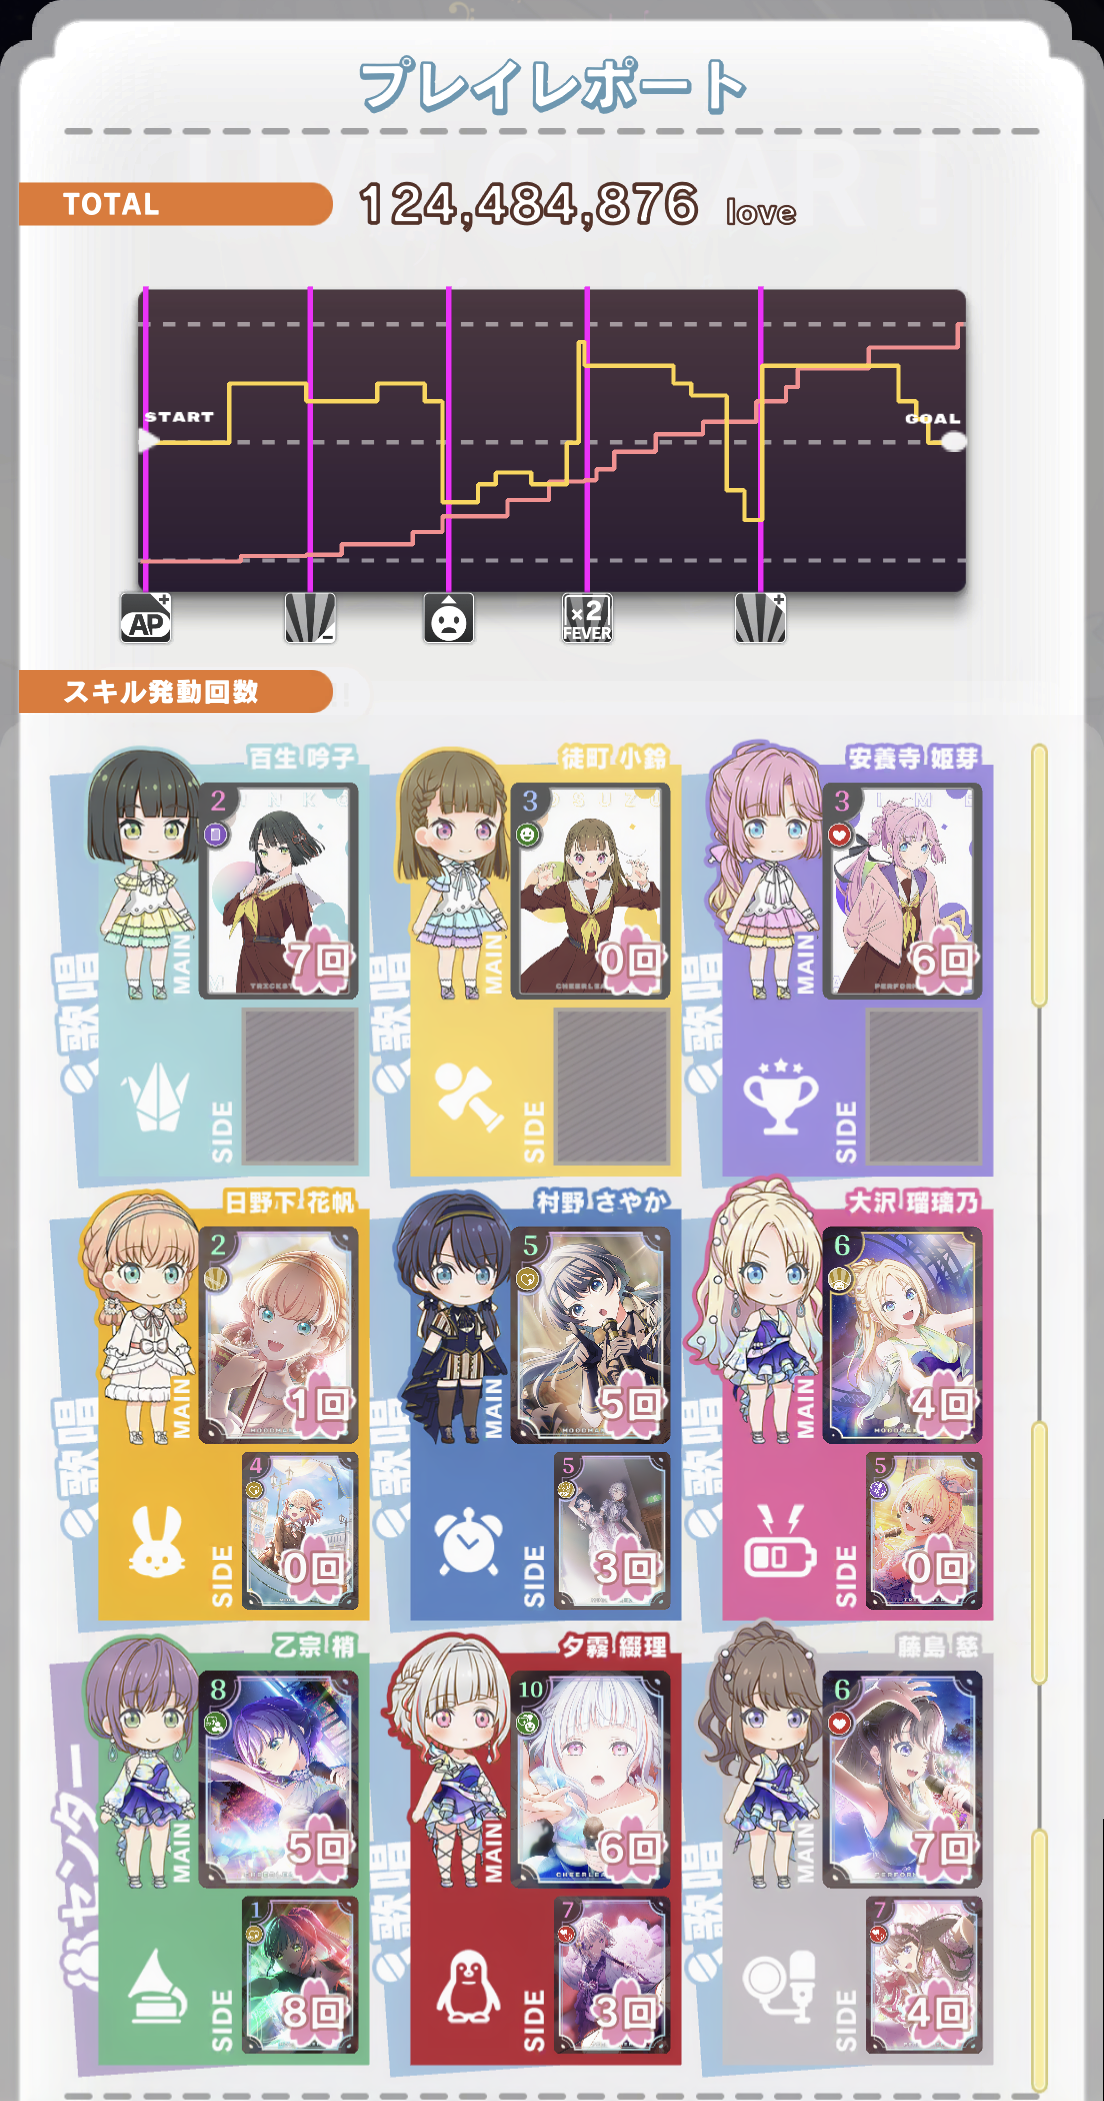 プレイレポート
TOTAL 124,484,876 love
START
GOAL
AP+
-
×2
FEVER
+
スキル発動回数
百生 吟子
徒町 小鈴
安養寺 姫芽
2
3
3
歌唱
MAIN
7回
歌唱
MAIN
0回
歌唱
MAIN
6回
SIDE
SIDE
SIDE
日野下 花帆
村野 さやか
大沢 瑠璃乃
2
5
6
歌唱
MAIN
1回
歌唱
MAIN
5回
歌唱
MAIN
4回
4
5
5
SIDE
0回
SIDE
3回
SIDE
0回
乙宗 梢
夕霧 綴理
藤島 慈
8
10
6
センター
MAIN
5回
歌唱
MAIN
6回
歌唱
MAIN
7回
1
7
7
SIDE
8回
SIDE
3回
SIDE
4回